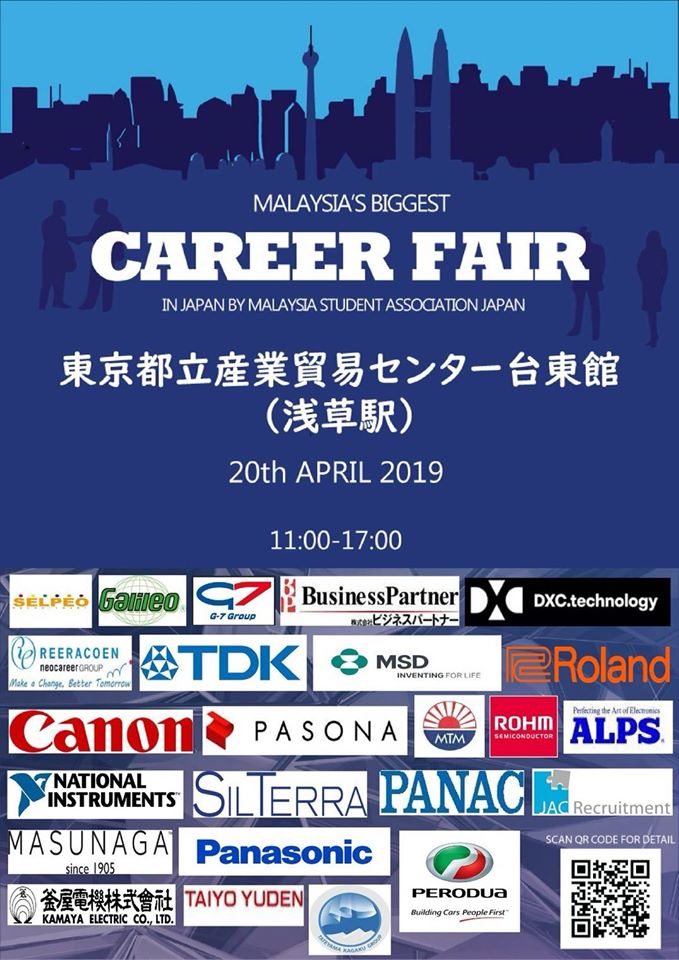 MALAYSIA'S BIGGEST
CAREER FAIR
IN JAPAN BY MALAYSIA STUDENT ASSOCIATION JAPAN
東京都立産業貿易センター台東館
（浅草駅）
20th APRIL 2019
11:00-17:00
SELPEO
Galileo
G7
G-7 Group
BP
BusinessPartner
株式会社ビジネスパートナー
DXC.technology
REERACOEN
neocareer GROUP
Make a Change, Better Tomorrow
TDK
MSD
INVENTING FOR LIFE
Roland
Canon
PASONA
MTM
ROHM
SEMICONDUCTOR
Perfecting the Art of Electronics
ALPS
NATIONAL
INSTRUMENTS™
SILTERRA
PANAC
JAC Recruitment
MASUNAGA
since 1905
Panasonic
PERODUA
Building Cars People First
SCAN QR CODE FOR DETAIL
釜屋電機株式會社
KAMAYA ELECTRIC CO., LTD.
TAIYO YUDEN
TATEYAMA KAGAKU GROUP